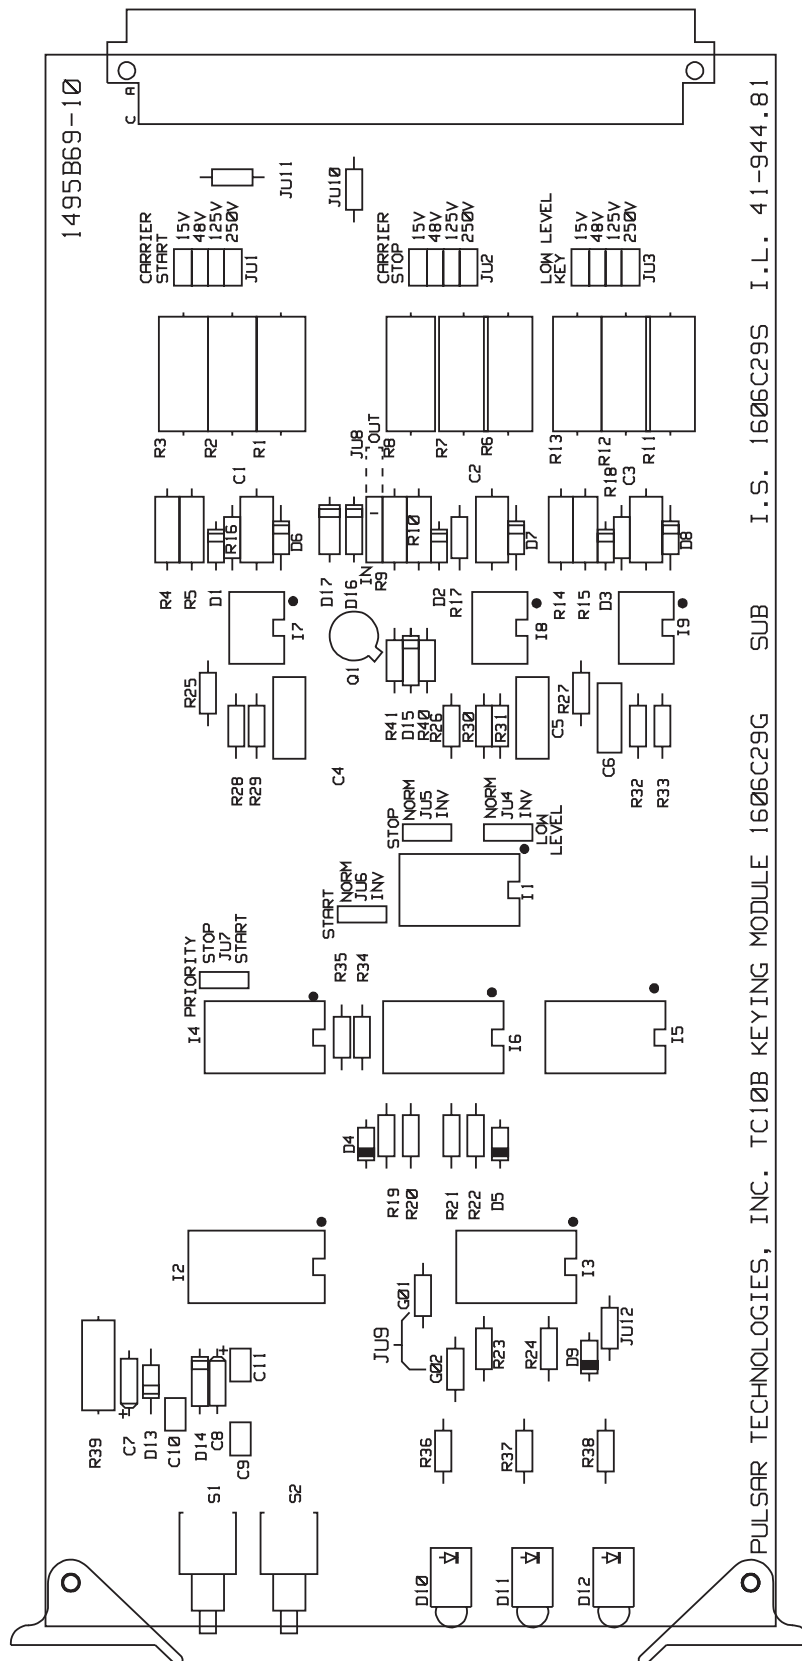 1495B69-10
A
C
JU11
JU10
CARRIER
START
15V
48V
125V
250V
JU1
CARRIER
STOP
15V
48V
125V
250V
JU2
LOW LEVEL
KEY
15V
48V
125V
250V
JU3
R3
R2
R1
JU8
OUT
R8
R7
R6
R13
R12
R11
C1
C2
R18
C3
R16
D6
R10
D7
D8
IN
R9
R4
R5
D1
I7
D17
D16
D2
R17
I8
R14
R15
D3
I9
Q1
R25
R41
D15
R40
R26
R30
R31
C5
R27
C6
R28
R29
C4
R32
R33
STOP
NORM
JU5
INV
NORM
JU4
INV
LOW
LEVEL
START
NORM
JU6
INV
I1
PRIORITY
STOP
JU7
START
R35
R34
I4
I6
I5
D4
R19
R20
R21
R22
D5
I2
I3
JU9
G01
G02
R23
R24
D9
JU12
+
C11
+
R39
C7
D13
C10
D14
C8
C9
R36
R37
R38
S1
S2
D10
D11
D12
PULSAR TECHNOLOGIES, INC. TC10B KEYING MODULE 1606C29G SUB I.S. 1606C29S I.L. 41-944.81